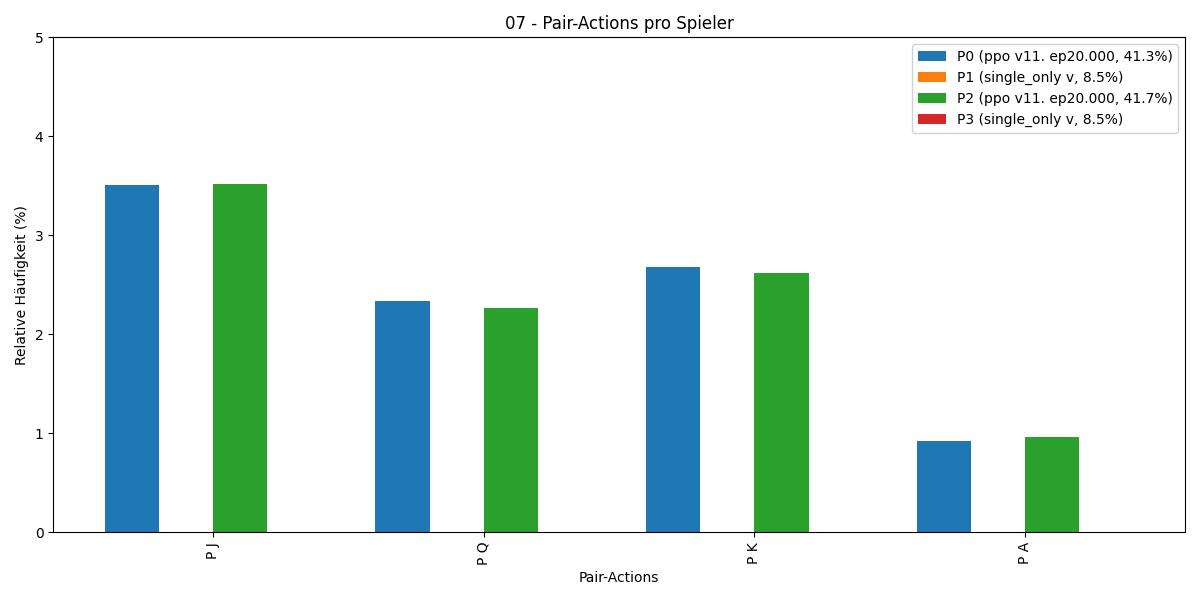 07 - Pair-Actions pro Spieler
P0 (ppo v11. ep20.000, 41.3%)
P1 (single_only v, 8.5%)
P2 (ppo v11. ep20.000, 41.7%)
P3 (single_only v, 8.5%)
Relative Häufigkeit (%)
5
4
3
2
1
0
P J
P Q
P K
P A
Pair-Actions